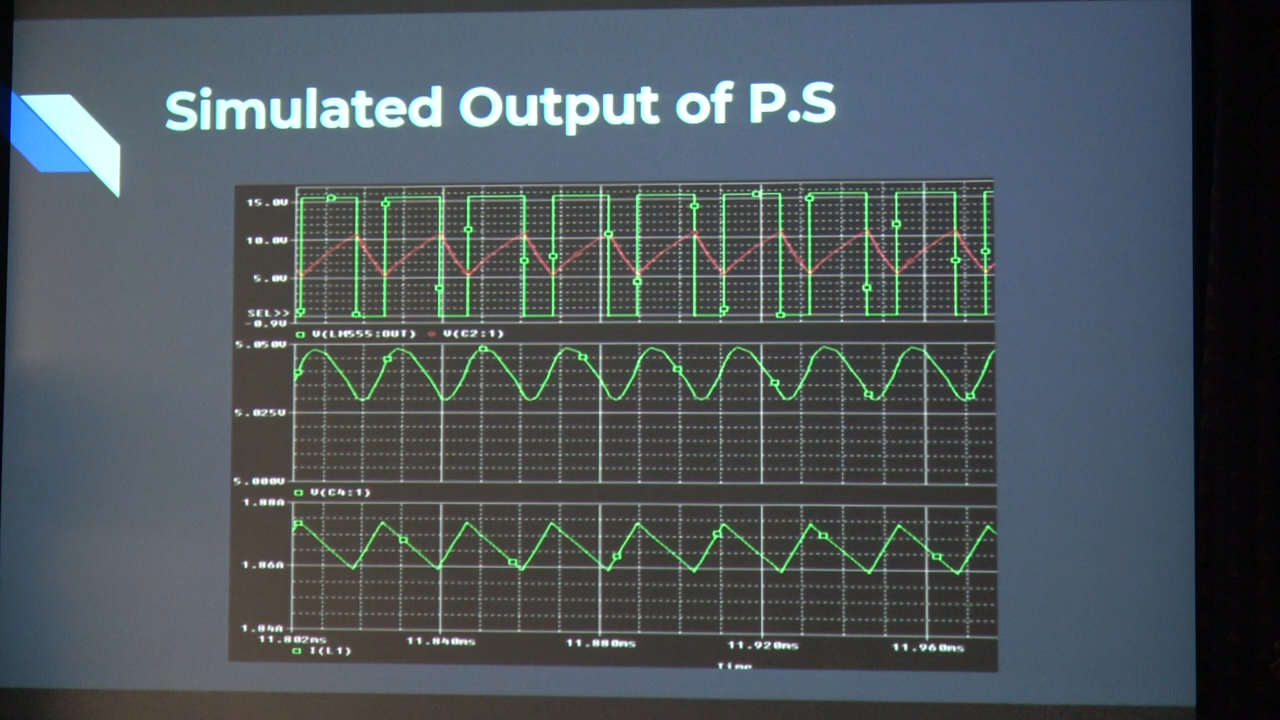 Simulated Output of P.S
15.0V
10.0V
5.0V
SEL>>
-0.9V
V(LM555:OUT) V(C2:1)
5.050V
5.025V
5.000V
V(C4:1)
1.88A
1.86A
1.84A
11.802ms 11.840ms 11.880ms 11.920ms 11.960ms
I(L1)
Time